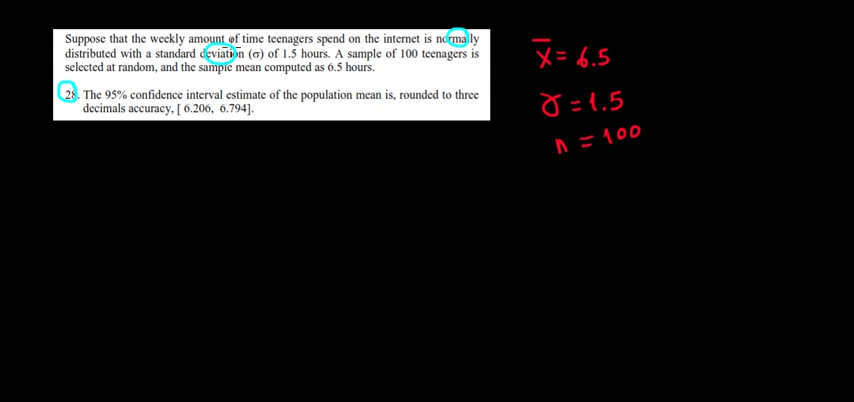 Suppose that the weekly amount of time teenagers spend on the internet is normally
distributed with a standard deviation (σ) of 1.5 hours. A sample of 100 teenagers is
selected at random, and the sample mean computed as 6.5 hours.
28. The 95% confidence interval estimate of the population mean is, rounded to three
decimals accuracy, [ 6.206, 6.794].
x̅ = 6.5
σ = 1.5
n = 100